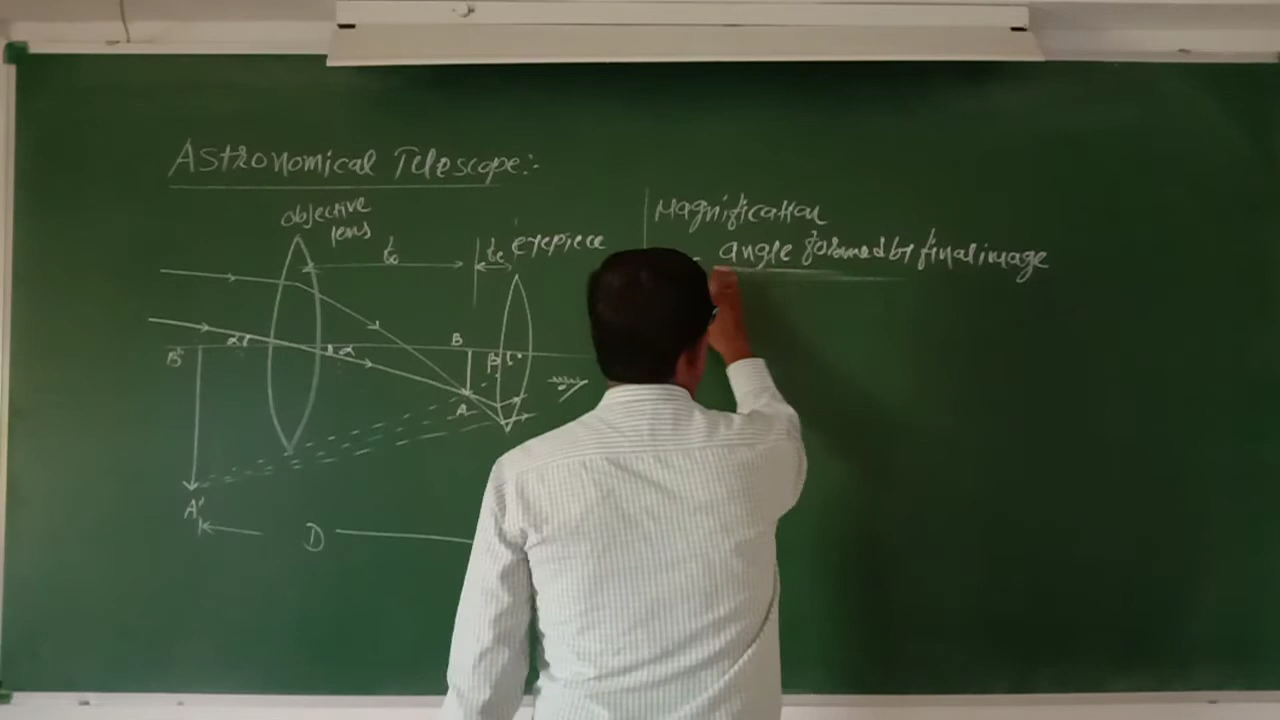 Astronomical Telescope:-
objective
lens
fo
fe
eyepiece
Magnification
angle formed by final image
B
α
α
B"
β
A
A"
D